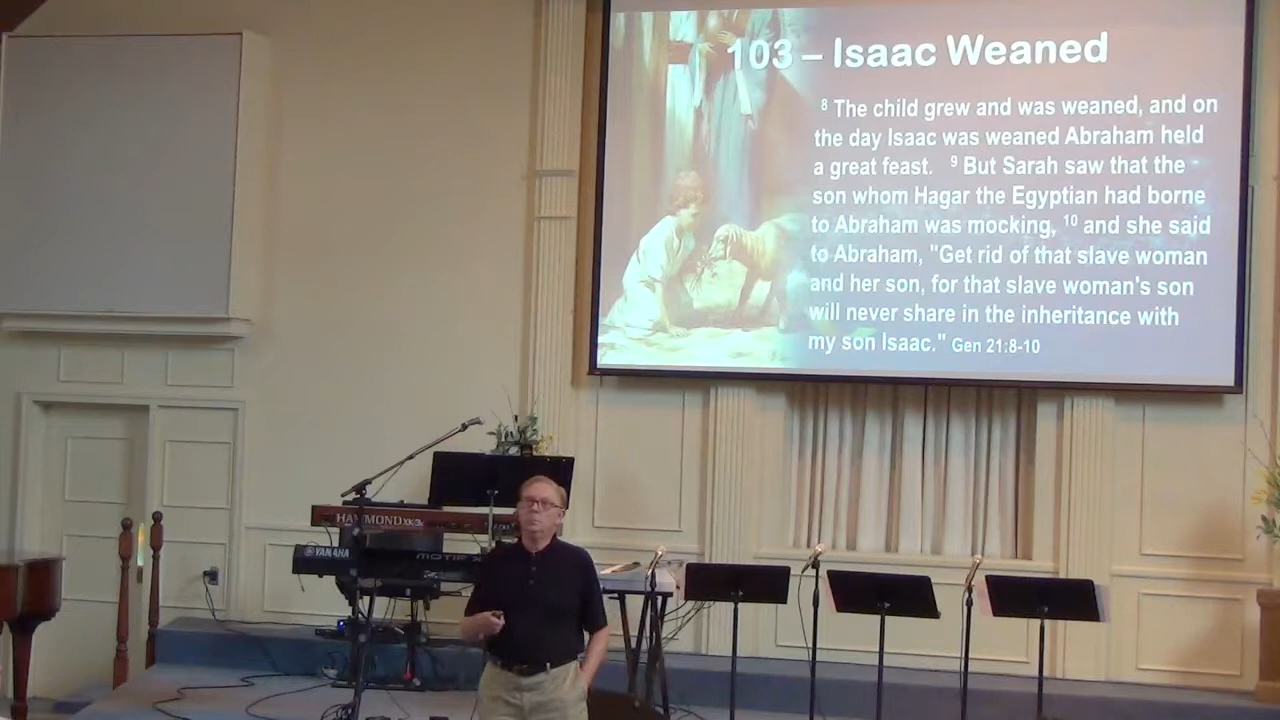 103 – Isaac Weaned
8 The child grew and was weaned, and on
the day Isaac was weaned Abraham held
a great feast. 9 But Sarah saw that the
son whom Hagar the Egyptian had borne
to Abraham was mocking, 10 and she said
to Abraham, "Get rid of that slave woman
and her son, for that slave woman's son
will never share in the inheritance with
my son Isaac." Gen 21:8-10
HAMMOND XK-3c
YAMAHA
MOTIF